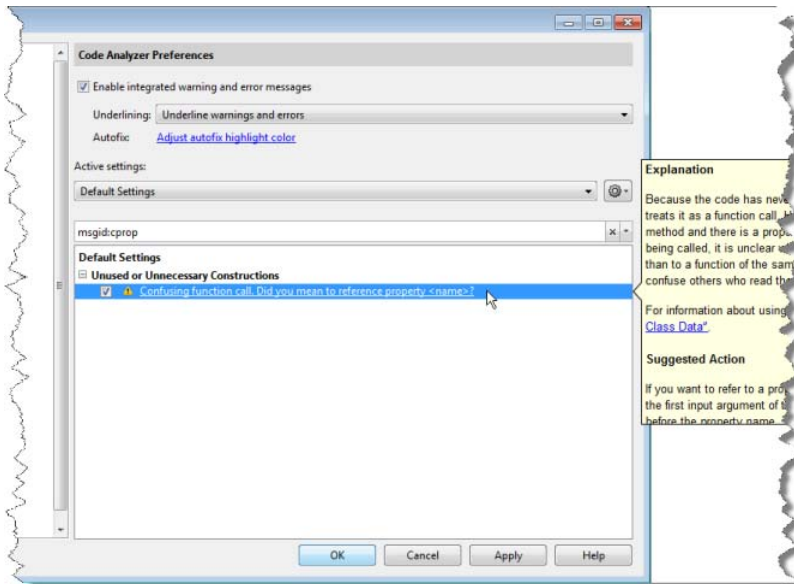 Code Analyzer Preferences
Enable integrated warning and error messages
Underlining: Underline warnings and errors
Autofix: Adjust autofix highlight color
Active settings:
Default Settings
msgid:cprop
Default Settings
Unused or Unnecessary Constructions
Confusing function call. Did you mean to reference property <name>?
OK Cancel Apply Help
Explanation
Because the code has
treats it as a function call.
method and there is a
being called, it is unclear
than to a function of the
confuse others who read
For information about using
Class Data".
Suggested Action
If you want to refer to a
the first input argument of
before the property name